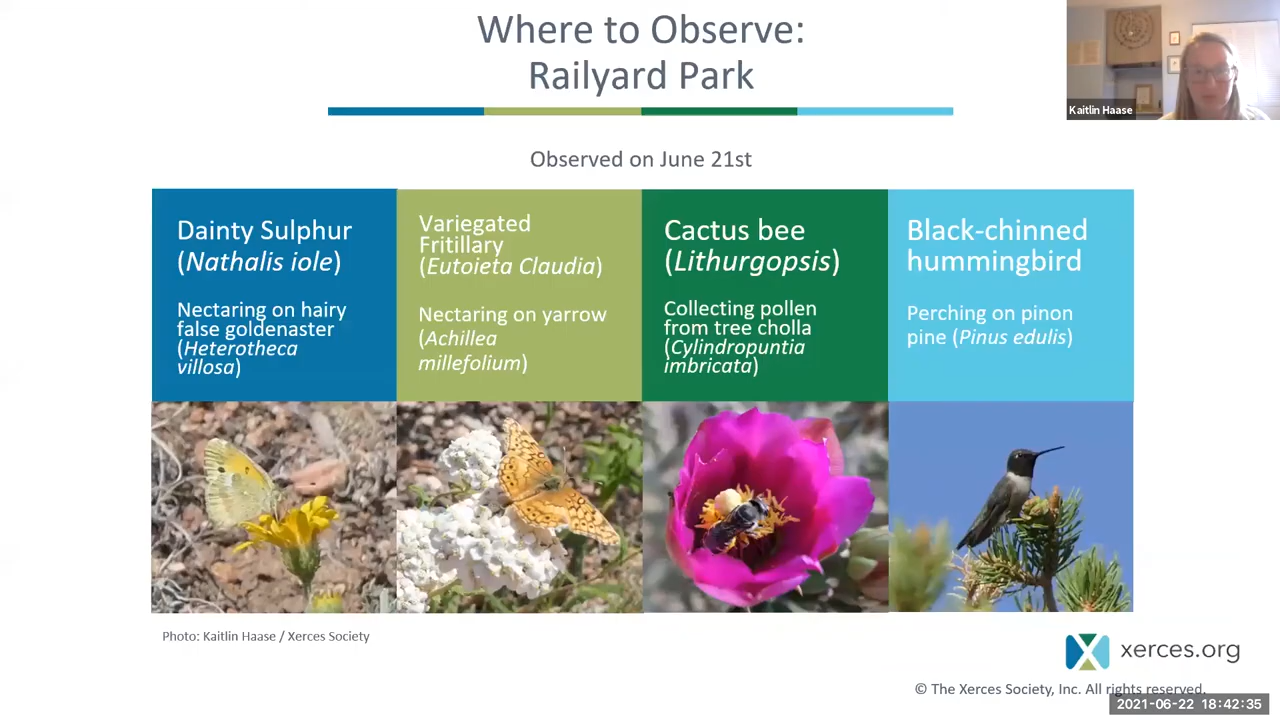 Where to Observe:
Railyard Park
Kaitlin Haase
Observed on June 21st
Dainty Sulphur
(Nathalis iole)
Nectaring on hairy
false goldenaster
(Heterotheca
villosa)
Variegated
Fritillary
(Eutoieta Claudia)
Nectaring on yarrow
(Achillea
millefolium)
Cactus bee
(Lithurgopsis)
Collecting pollen
from tree cholla
(Cylindropuntia
imbricata)
Black-chinned
hummingbird
Perching on pinon
pine (Pinus edulis)
Photo: Kaitlin Haase / Xerces Society
xerces.org
© The Xerces Society, Inc. All rights reserved.
2021-06-22 18:42:35